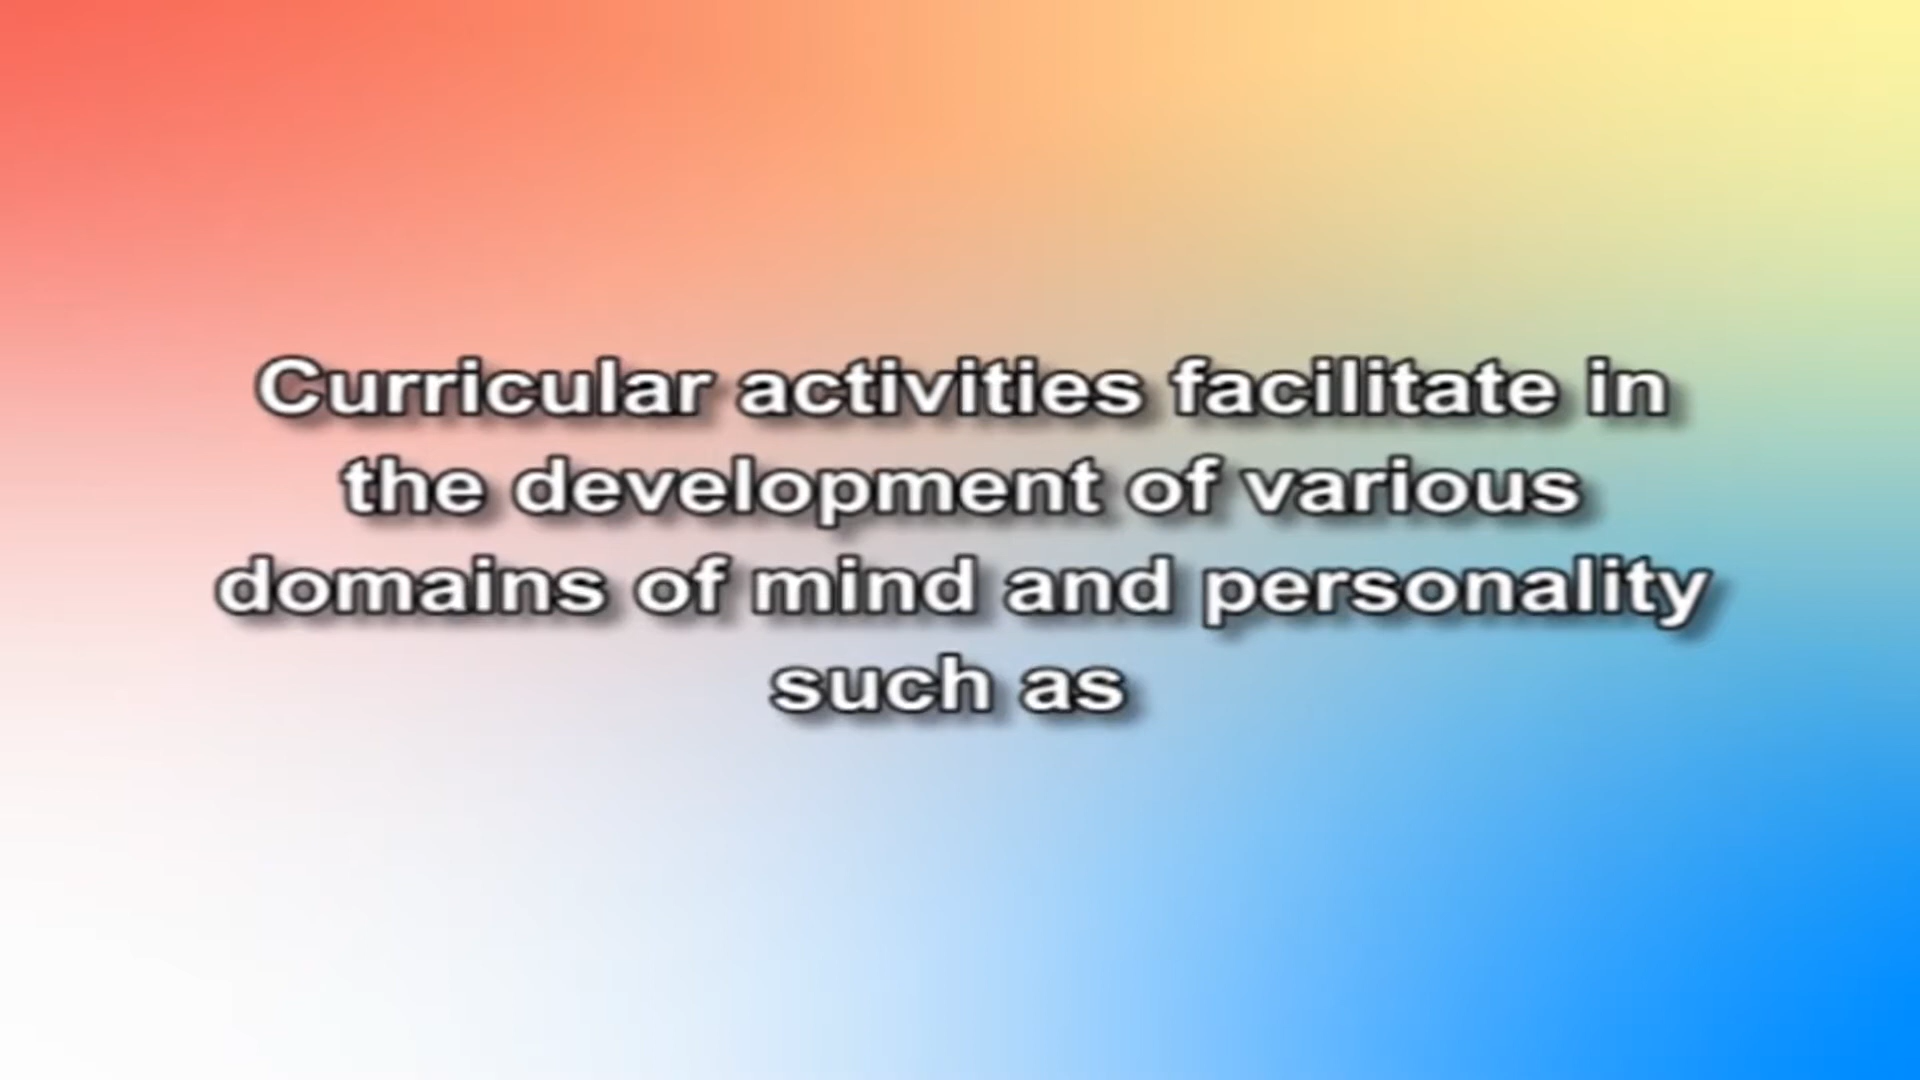 Curricular activities facilitate in
the development of various
domains of mind and personality
such as